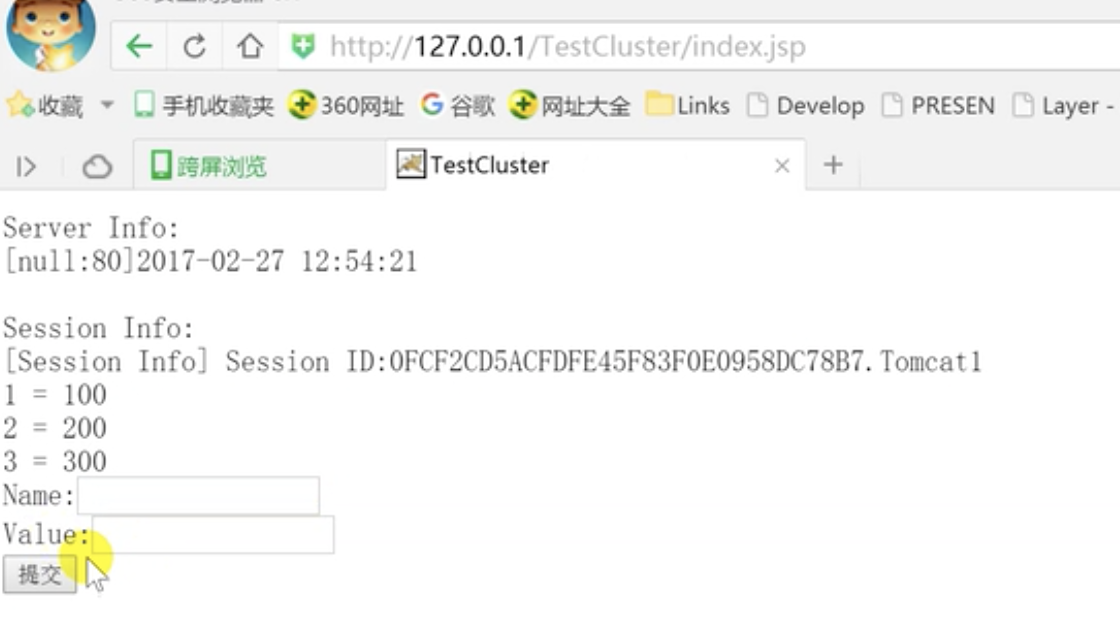 http://127.0.0.1/TestCluster/index.jsp
收藏 手机收藏夹 360网址 G 谷歌 网址大全 Links Develop PRESEN Layer -
跨屏浏览 TestCluster
Server Info:
[null:80]2017-02-27 12:54:21
Session Info:
[Session Info] Session ID:0FCF2CD5ACFDFE45F83F0E0958DC78B7.Tomcat1
1 = 100
2 = 200
3 = 300
Name:
Value:
提交